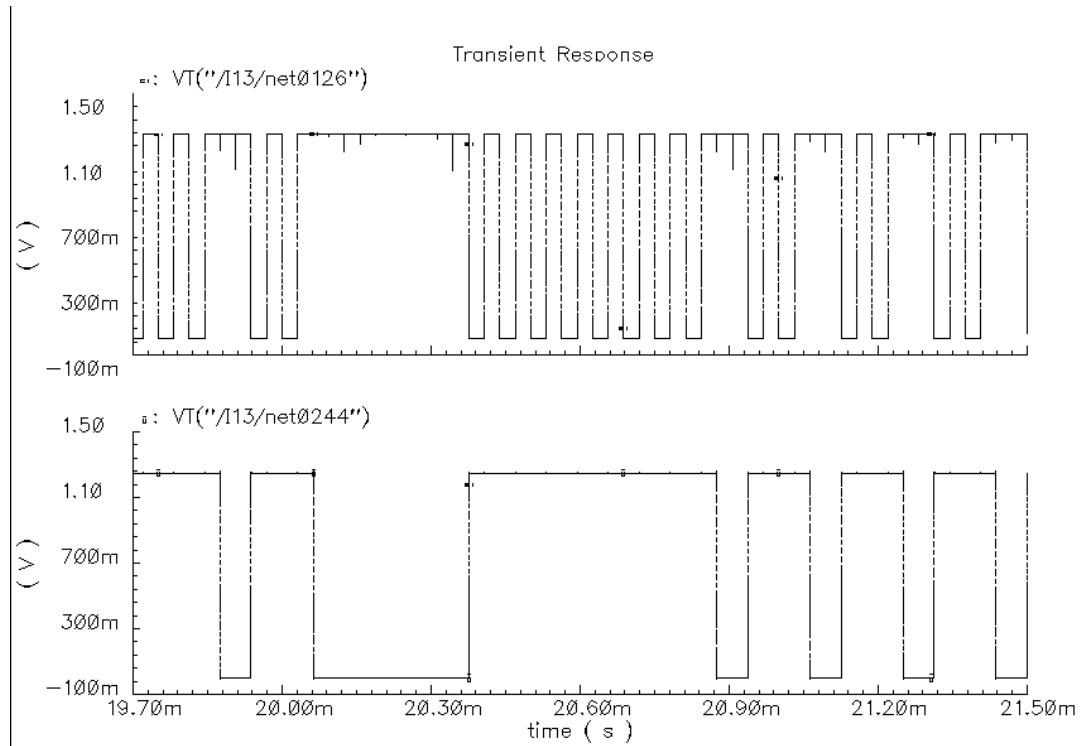 Transient Response
VT("/I13/net0126")
1.50
1.10
700m
300m
-100m
(V)
VT("/I13/net0244")
1.50
1.10
700m
300m
-100m
(V)
19.70m 20.00m 20.30m 20.60m 20.90m 21.20m 21.50m
time ( s )